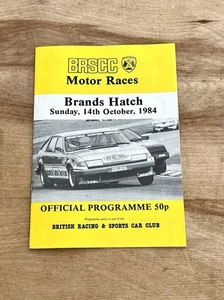 BRSCC
Motor Races
Brands Hatch
Sunday, 14th October, 1984
OFFICIAL PROGRAMME 50p
BRITISH RACING & SPORTS CAR CLUB